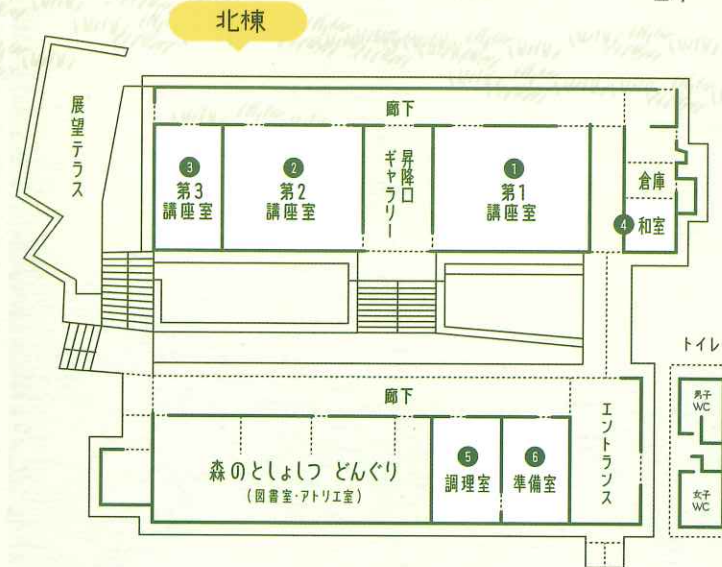 北棟
展望テラス
廊下
3
第3
講座室
2
第2
講座室
昇降口
ギャラリー
1
第1
講座室
倉庫
4
和室
トイレ
廊下
エントランス
男子
WC
森のとしょしつ どんぐり
(図書室・アトリエ室)
5
調理室
6
準備室
女子
WC